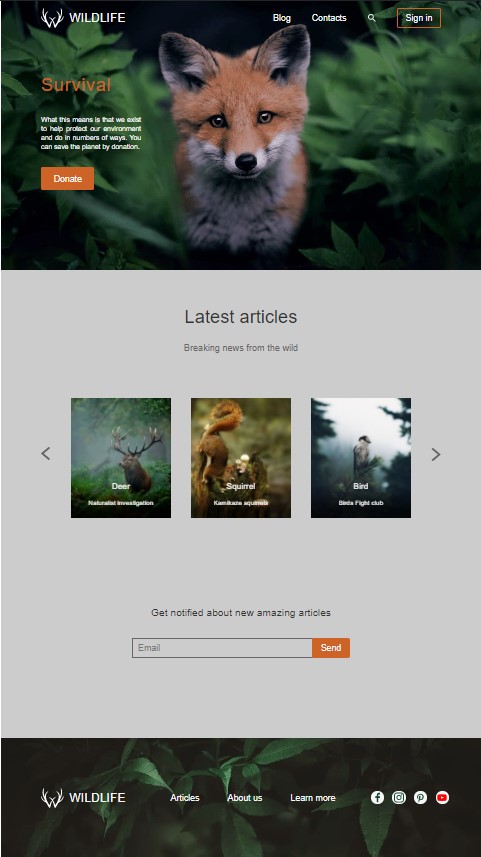 WILDLIFE
Blog
Contacts
Sign in
Survival
What this means is that we exist
to help protect our environment
and do in numbers of ways. You
can save the planet by donation.
Donate
Latest articles
Breaking news from the wild
Deer
Naturalist investigation
Squirrel
Kamikaze squirrels
Bird
Birds Fight club
Get notified about new amazing articles
Email
Send
WILDLIFE
Articles
About us
Learn more